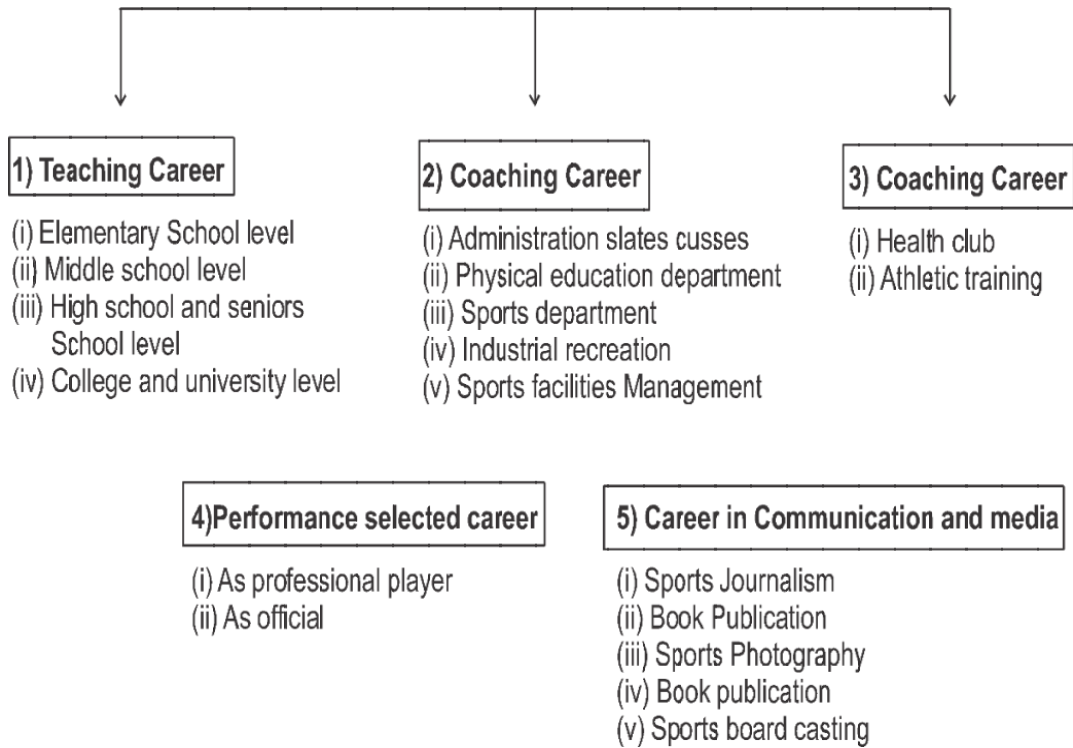 1) Teaching Career
(i) Elementary School level
(ii) Middle school level
(iii) High school and seniors
School level
(iv) College and university level
2) Coaching Career
(i) Administration slates cusses
(ii) Physical education department
(iii) Sports department
(iv) Industrial recreation
(v) Sports facilities Management
3) Coaching Career
(i) Health club
(ii) Athletic training
4)Performance selected career
(i) As professional player
(ii) As official
5) Career in Communication and media
(i) Sports Journalism
(ii) Book Publication
(iii) Sports Photography
(iv) Book publication
(v) Sports board casting